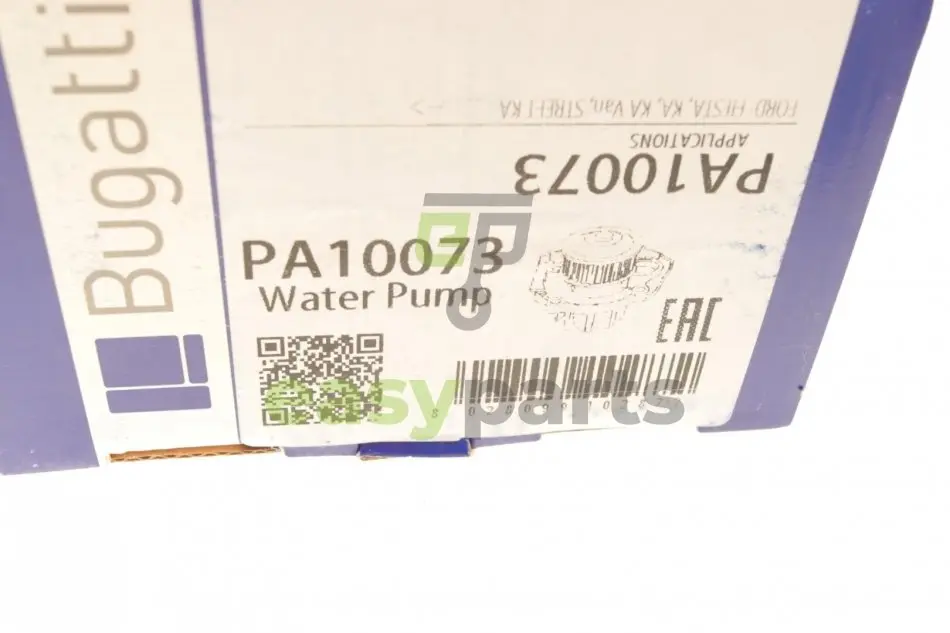 Bugatti
FORD FIESTA, KA, KA Van, STREET KA -->
APPLICATIONS
PA10073
PA10073
Water Pump
EAC
easyparts